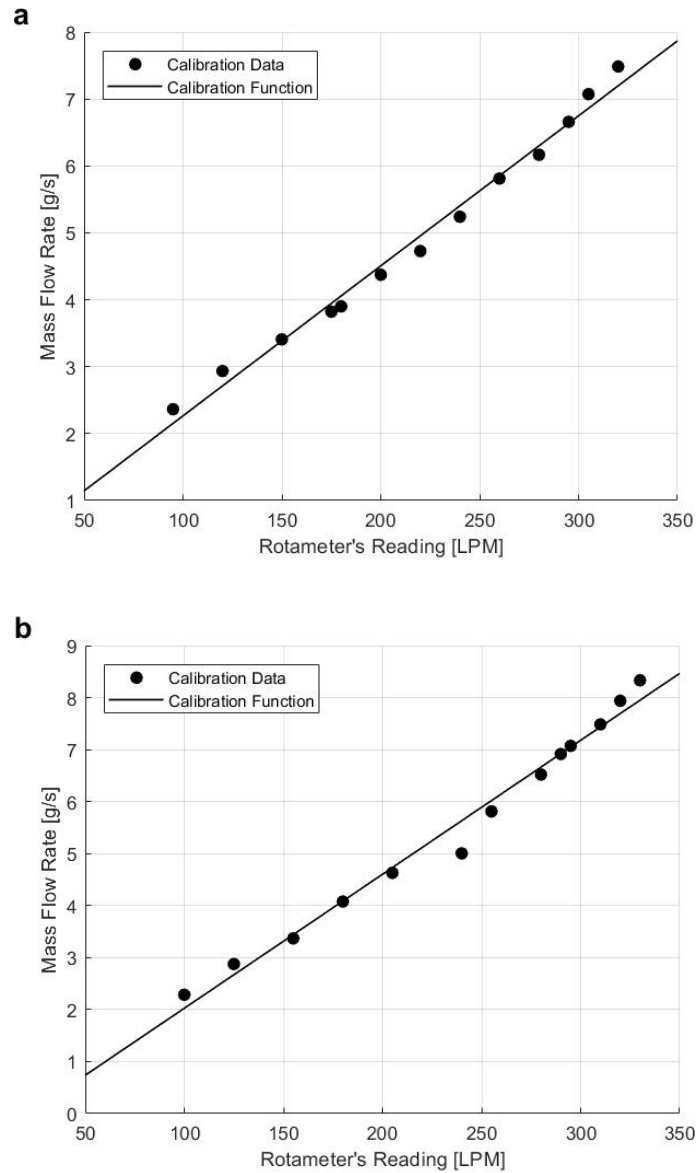 a
8
7
6
5
4
3
2
1
Mass Flow Rate [g/s]
Calibration Data
Calibration Function
50 100 150 200 250 300 350
Rotameter's Reading [LPM]
b
9
8
7
6
5
4
3
2
1
0
Mass Flow Rate [g/s]
Calibration Data
Calibration Function
50 100 150 200 250 300 350
Rotameter's Reading [LPM]